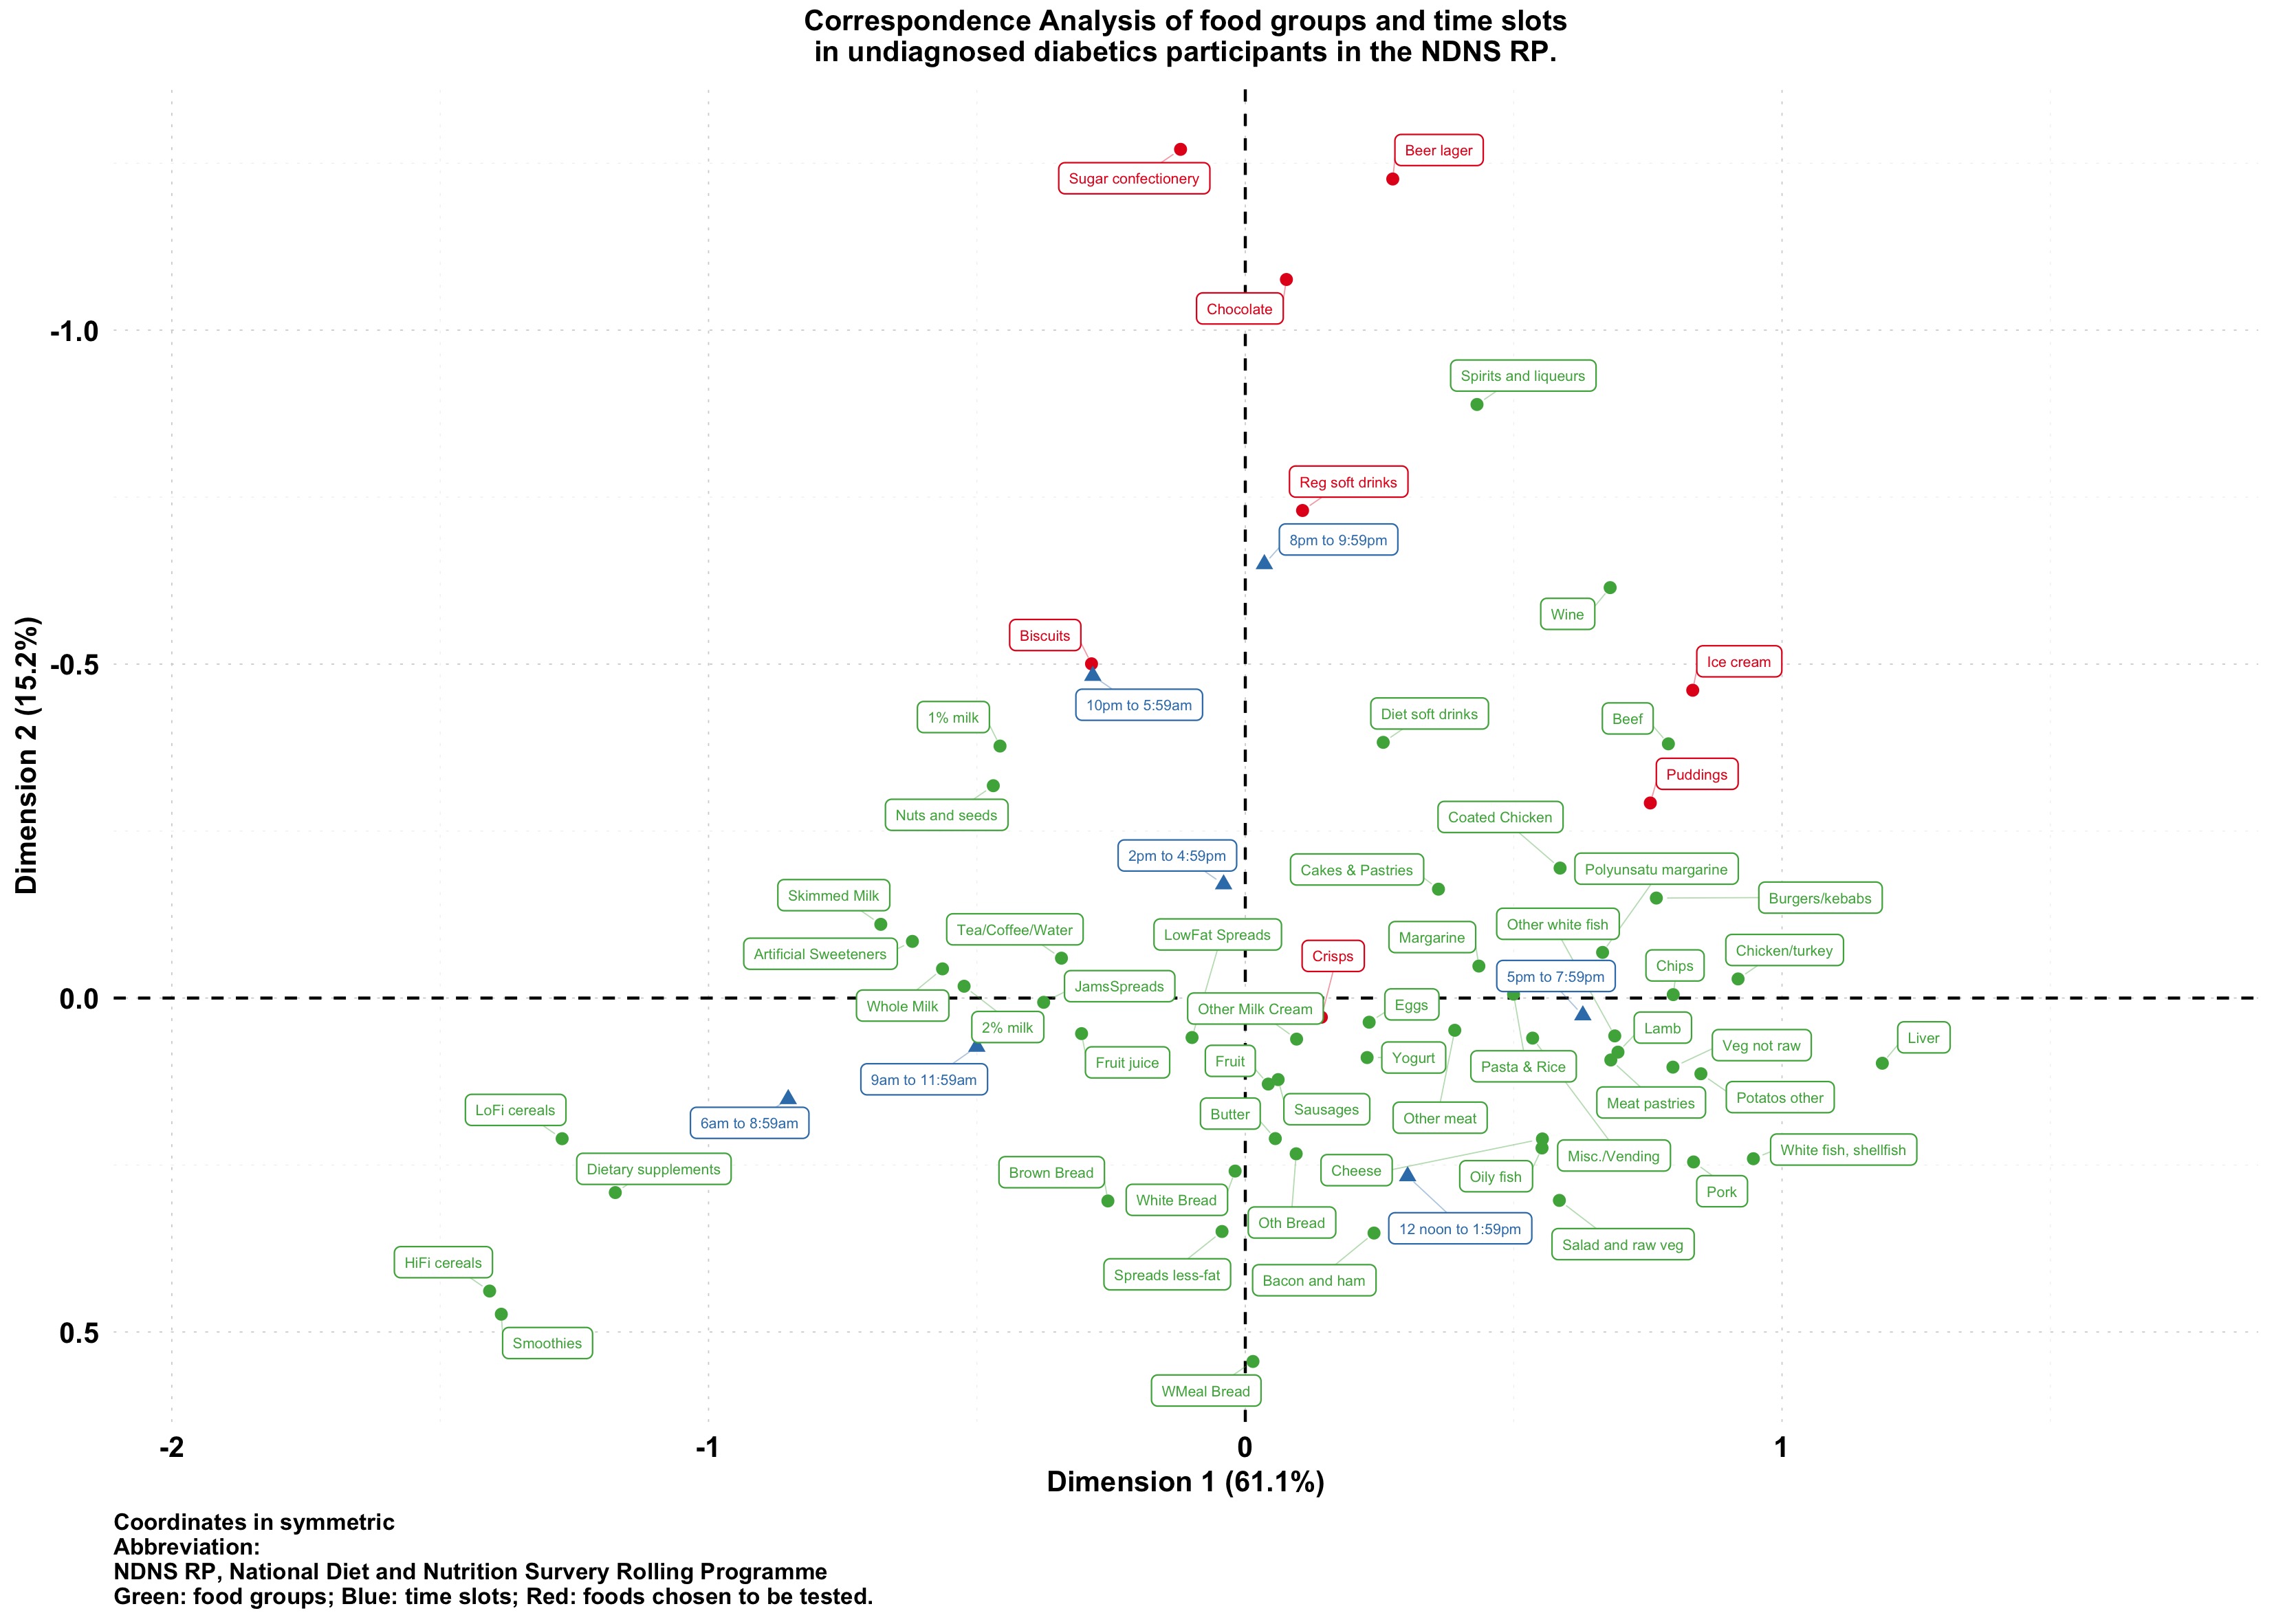 Correspondence Analysis of food groups and time slots
in undiagnosed diabetics participants in the NDNS RP.
Beer lager
Sugar confectionery
Chocolate
-1.0
Spirits and liqueurs
Reg soft drinks
8pm to 9:59pm
Wine
Biscuits
-0.5
Ice cream
10pm to 5:59am
1% milk
Diet soft drinks
Beef
Puddings
Nuts and seeds
Coated Chicken
2pm to 4:59pm
Cakes & Pastries
Polyunsatu margarine
Skimmed Milk
Burgers/kebabs
Other white fish
Tea/Coffee/Water
LowFat Spreads
Margarine
Artificial Sweeteners
Crisps
Chicken/turkey
Chips
5pm to 7:59pm
JamsSpreads
0.0
Whole Milk
Other Milk Cream
Eggs
2% milk
Lamb
Liver
Veg not raw
Fruit juice
Fruit
Yogurt
Pasta & Rice
9am to 11:59am
Potatos other
Meat pastries
LoFi cereals
Sausages
Butter
Other meat
6am to 8:59am
White fish, shellfish
Misc./Vending
Dietary supplements
Cheese
Brown Bread
Oily fish
Pork
White Bread
Oth Bread
12 noon to 1:59pm
Salad and raw veg
HiFi cereals
Spreads less-fat
Bacon and ham
0.5
Smoothies
WMeal Bread
Dimension 2 (15.2%)
-2
-1
0
1
Dimension 1 (61.1%)
Coordinates in symmetric
Abbreviation:
NDNS RP, National Diet and Nutrition Survery Rolling Programme
Green: food groups; Blue: time slots; Red: foods chosen to be tested.